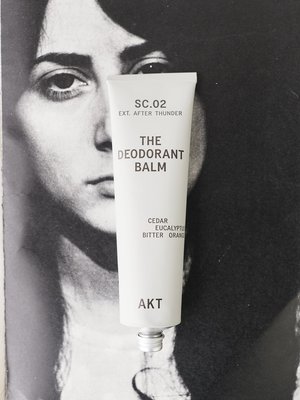 SC.02
EXT. AFTER THUNDER
THE
DEODORANT
BALM
CEDAR
EUCALYPTUS
BITTER ORANGE
AKT